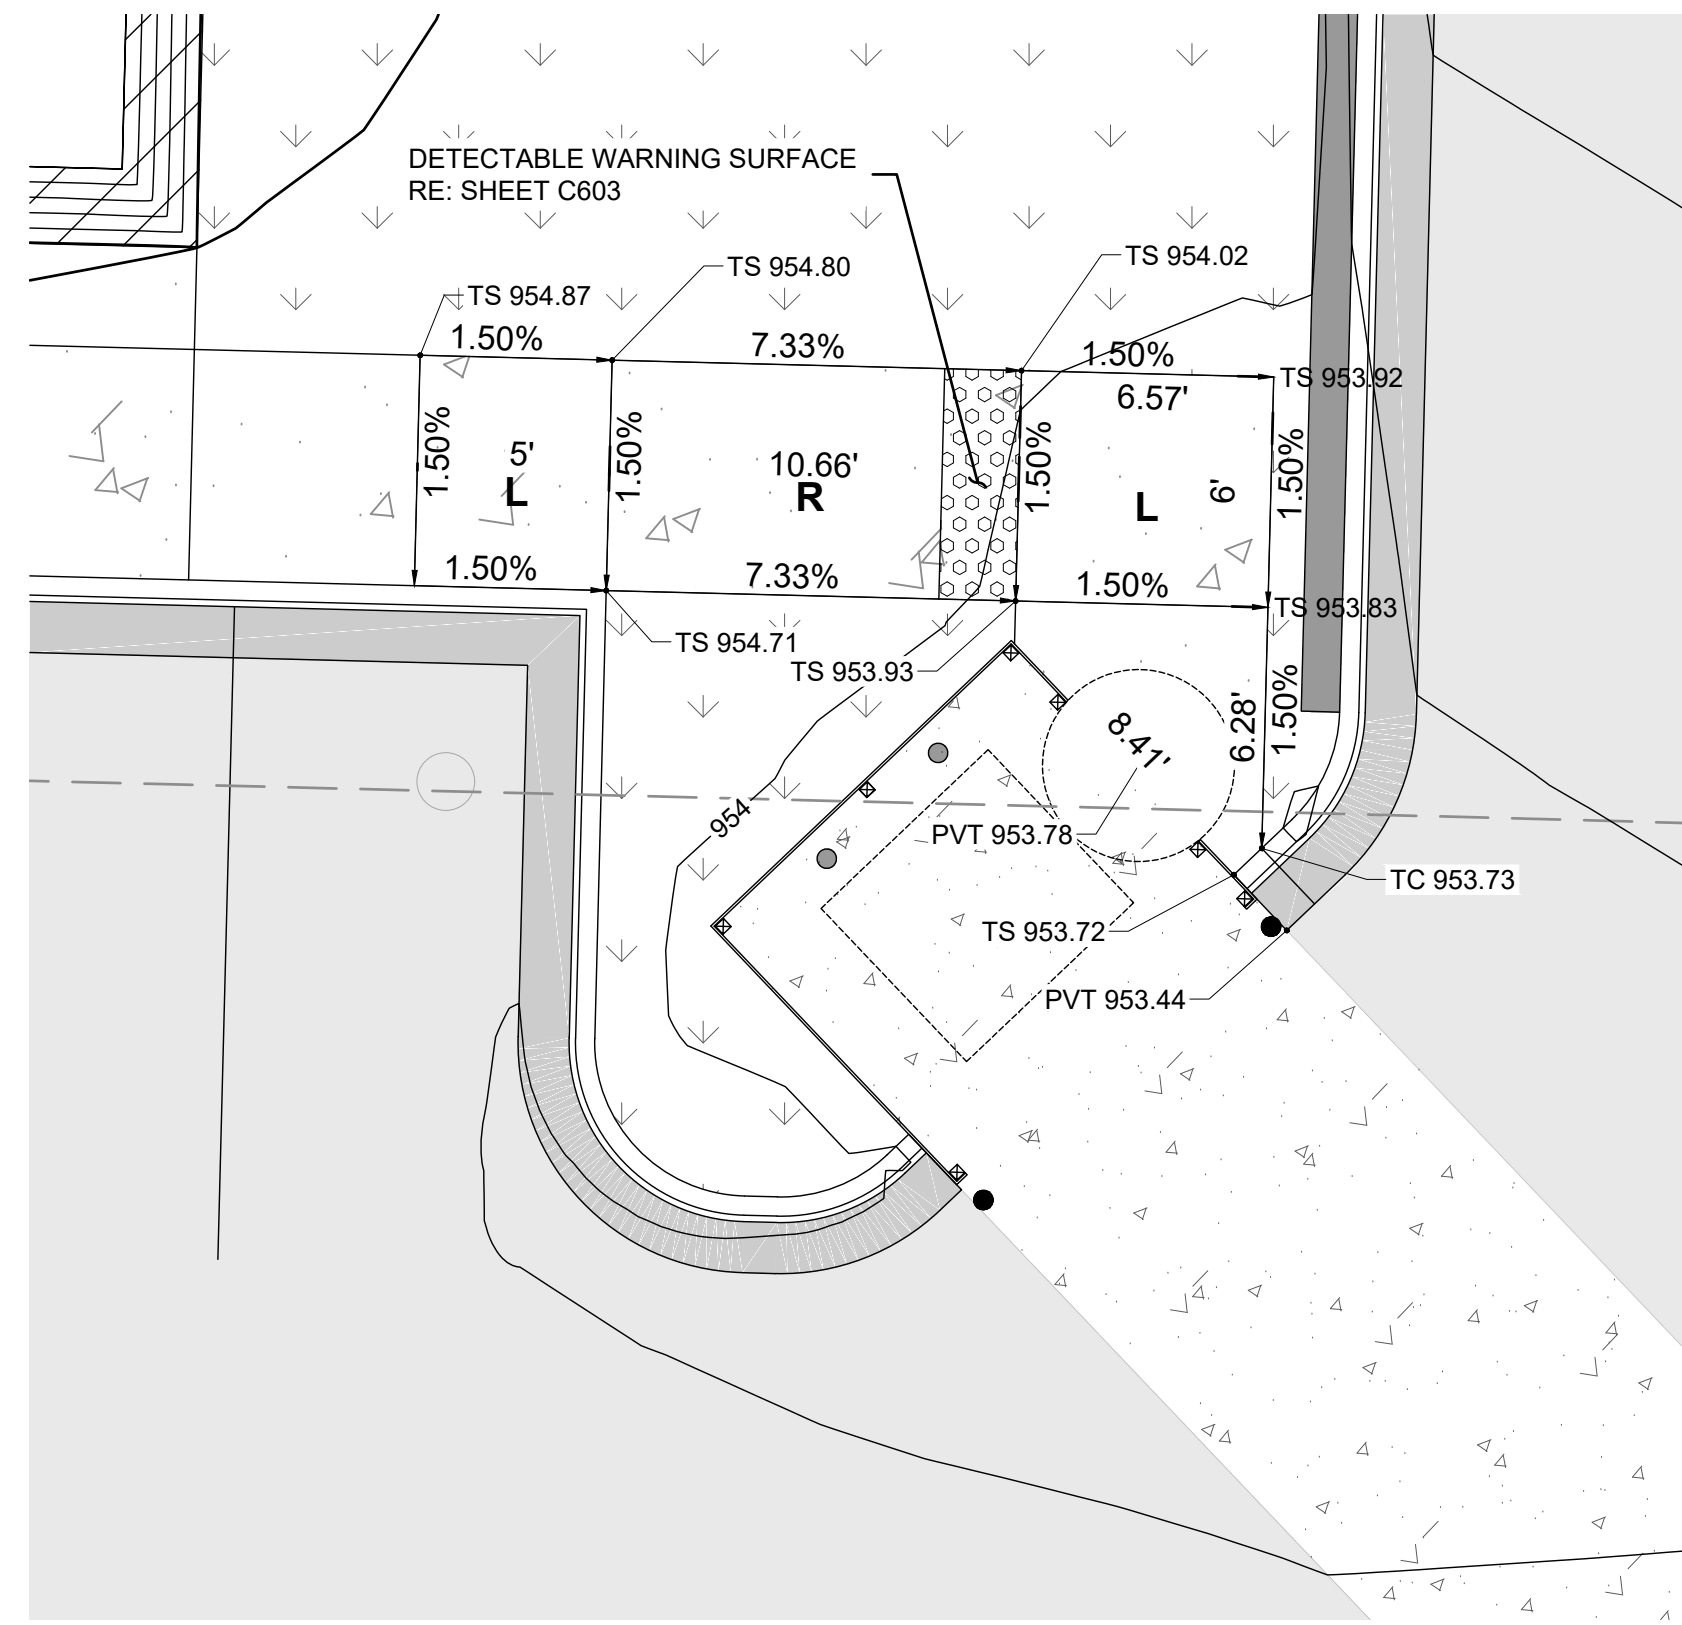 DETECTABLE WARNING SURFACE
RE: SHEET C603
TS 954.87
TS 954.80
TS 954.02
1.50%
7.33%
1.50%
TS 953.92
6.57'
1.50%
5'
L
1.50%
10.66'
R
1.50%
L
6'
1.50%
1.50%
7.33%
1.50%
TS 953.83
TS 954.71
TS 953.93
8.41'
6.28'
1.50%
954
PVT 953.78
TC 953.73
TS 953.72
PVT 953.44